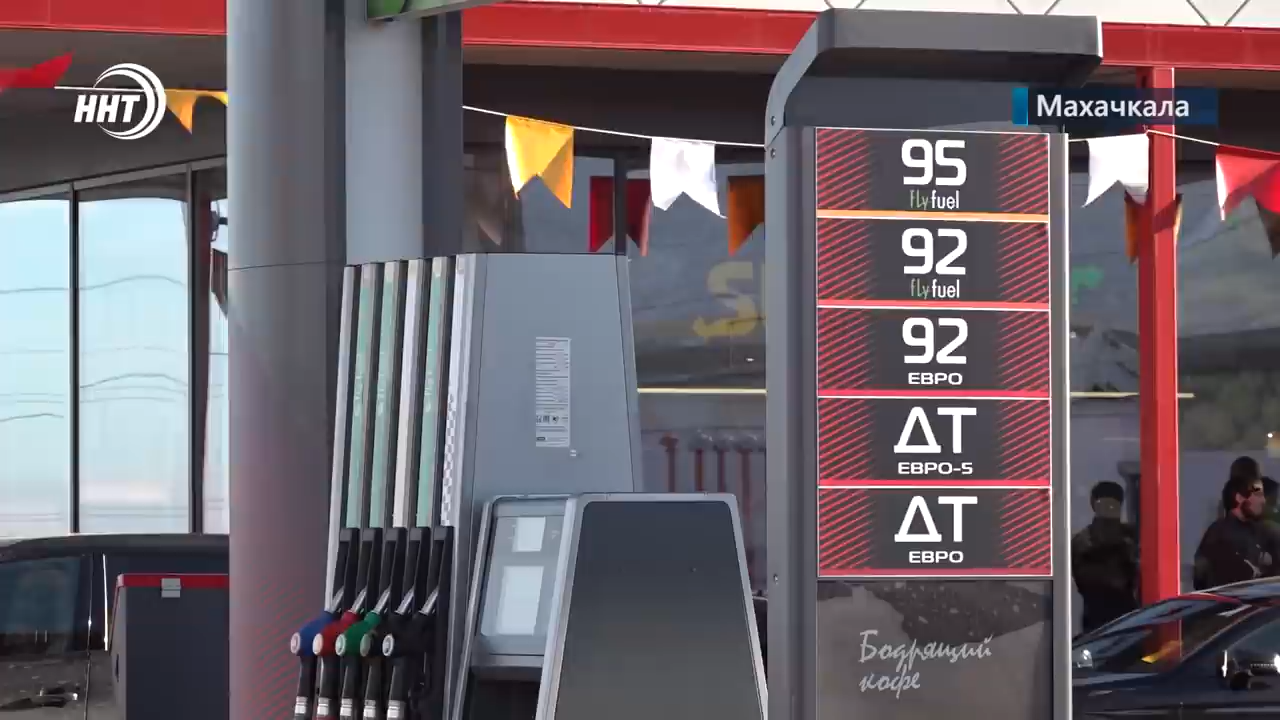 ННТ
Махачкала
95
flyfuel
92
flyfuel
92
ЕВРО
ДТ
ЕВРО-5
ДТ
ЕВРО
Бодрящий
кофе